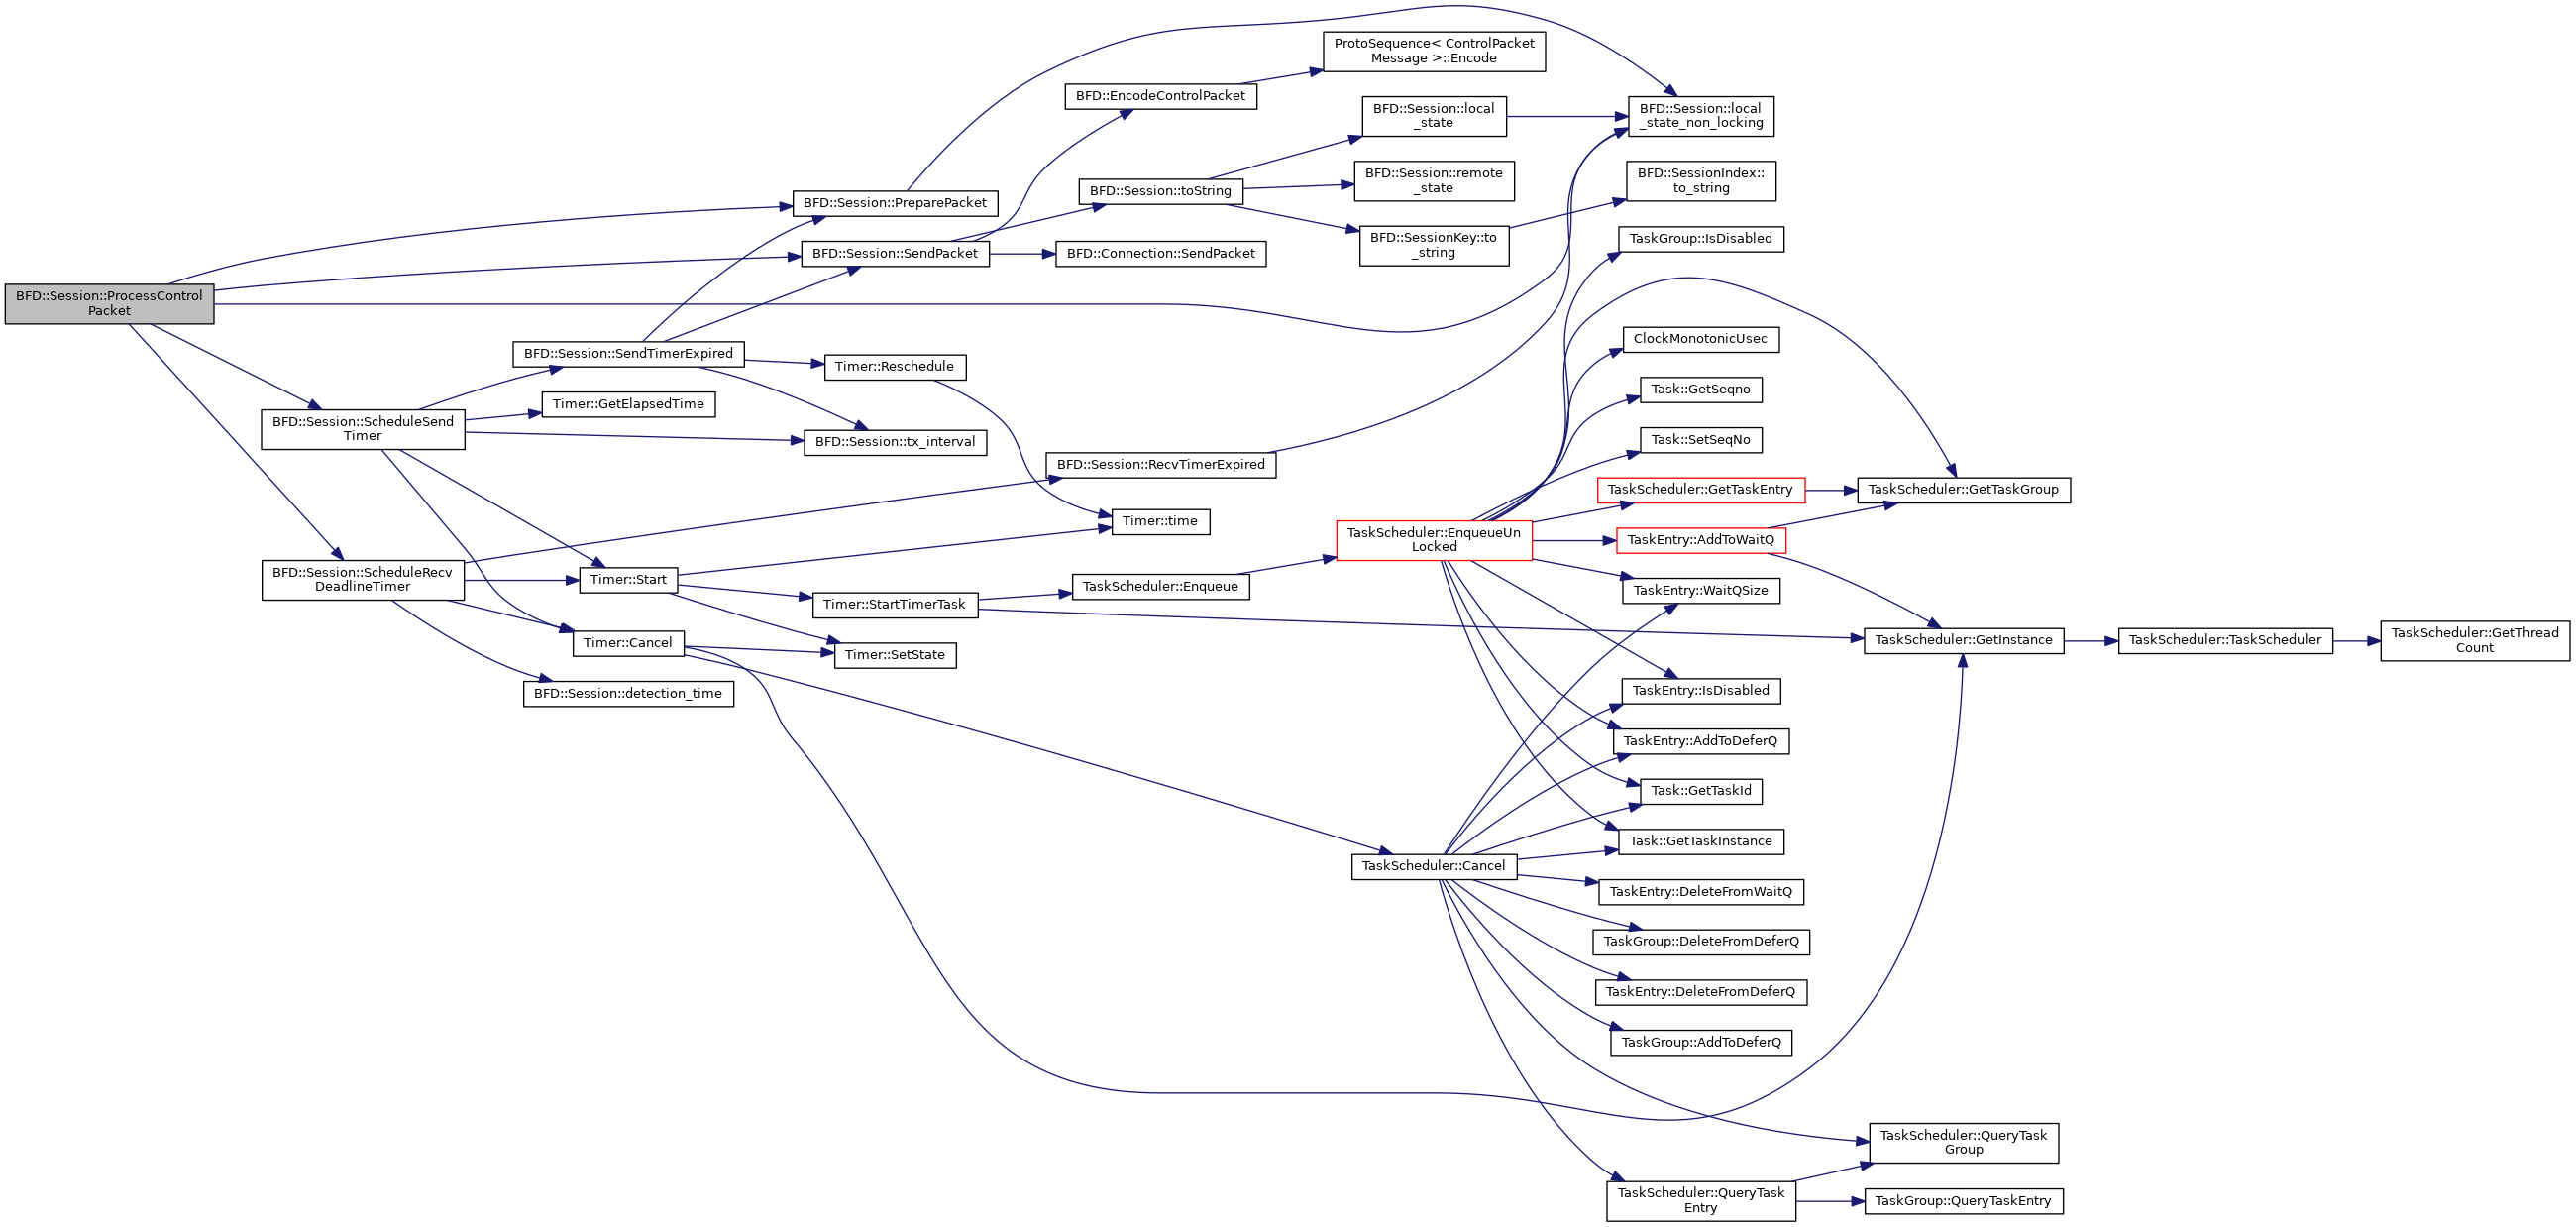 BFD::Session::ProcessControl
Packet
BFD::Session::ScheduleSend
Timer
BFD::Session::ScheduleRecv
DeadlineTimer
BFD::Session::SendTimerExpired
Timer::GetElapsedTime
Timer::Start
Timer::Cancel
BFD::Session::detection_time
BFD::Session::PreparePacket
BFD::Session::SendPacket
Timer::Reschedule
BFD::Session::tx_interval
Timer::StartTimerTask
Timer::SetState
BFD::EncodeControlPacket
BFD::Session::toString
BFD::Connection::SendPacket
BFD::Session::RecvTimerExpired
Timer::time
TaskScheduler::Enqueue
ProtoSequence< ControlPacket
Message >::Encode
BFD::Session::local
_state
BFD::Session::remote
_state
BFD::SessionKey::to
_string
TaskScheduler::EnqueueUn
Locked
TaskScheduler::Cancel
BFD::Session::local
_state_non_locking
BFD::SessionIndex::
to_string
TaskGroup::IsDisabled
ClockMonotonicUsec
Task::GetSeqno
Task::SetSeqNo
TaskScheduler::GetTaskEntry
TaskEntry::AddToWaitQ
TaskEntry::WaitQSize
TaskEntry::IsDisabled
TaskEntry::AddToDeferQ
Task::GetTaskId
Task::GetTaskInstance
TaskEntry::DeleteFromWaitQ
TaskGroup::DeleteFromDeferQ
TaskEntry::DeleteFromDeferQ
TaskGroup::AddToDeferQ
TaskScheduler::QueryTask
Entry
TaskScheduler::GetTaskGroup
TaskScheduler::GetInstance
TaskScheduler::QueryTask
Group
TaskGroup::QueryTaskEntry
TaskScheduler::TaskScheduler
TaskScheduler::GetThread
Count